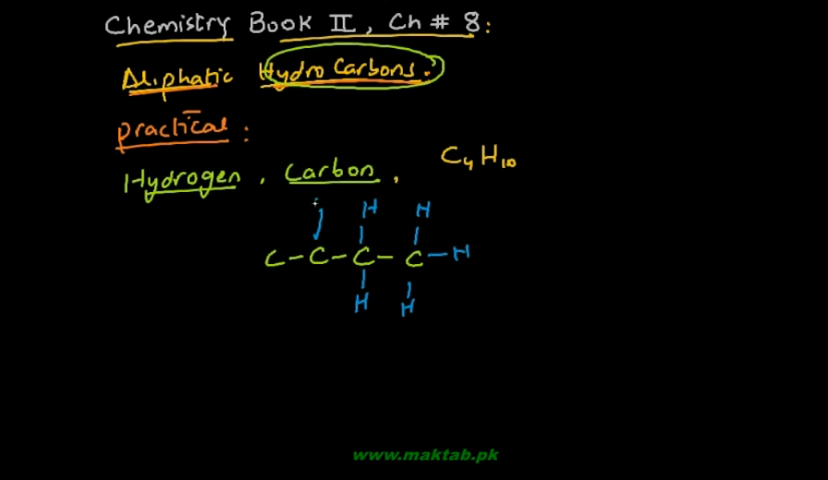 Chemistry Book II, Ch # 8:
Aliphatic Hydro Carbons.
practical:
Hydrogen, Carbon,
C4H10
H H
C-C-C-C-H
H H
www.maktab.pk